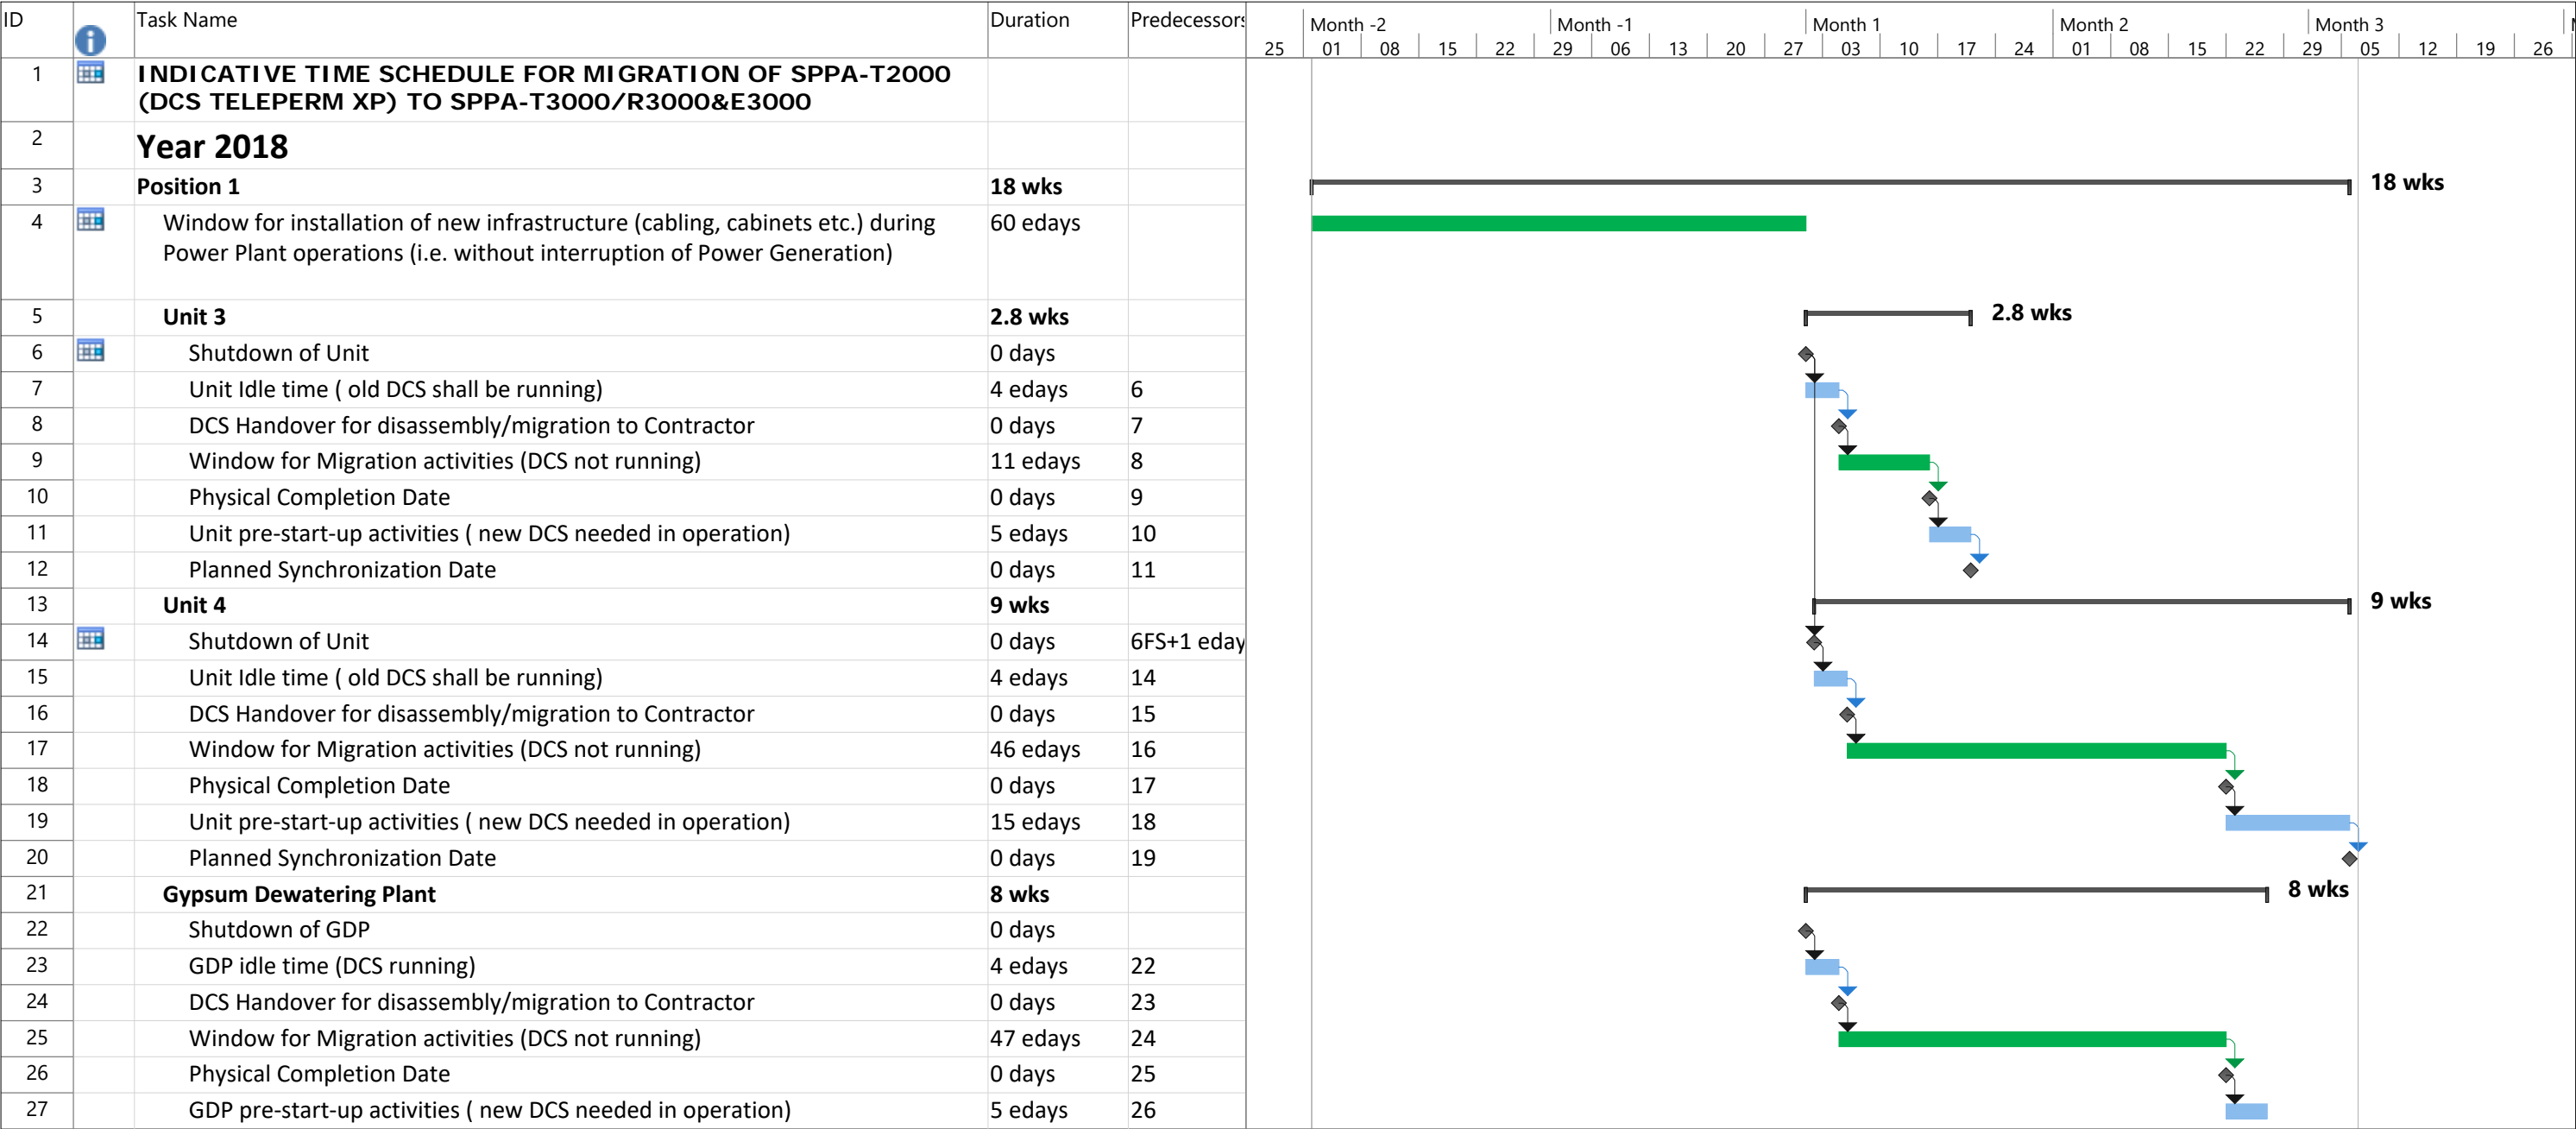 ID Task Name Duration Predecessors
Month -2 Month -1 Month 1 Month 2 Month 3
25 01 08 15 22 29 06 13 20 27 03 10 17 24 01 08 15 22 29 05 12 19 26
1 INDICATIVE TIME SCHEDULE FOR MIGRATION OF SPPA-T2000
(DCS TELEPERM XP) TO SPPA-T3000/R3000&E3000
2 Year 2018
3 Position 1 18 wks 18 wks
4 Window for installation of new infrastructure (cabling, cabinets etc.) during 60 edays
Power Plant operations (i.e. without interruption of Power Generation)
5 Unit 3 2.8 wks 2.8 wks
6 Shutdown of Unit 0 days
7 Unit Idle time ( old DCS shall be running) 4 edays 6
8 DCS Handover for disassembly/migration to Contractor 0 days 7
9 Window for Migration activities (DCS not running) 11 edays 8
10 Physical Completion Date 0 days 9
11 Unit pre-start-up activities ( new DCS needed in operation) 5 edays 10
12 Planned Synchronization Date 0 days 11
13 Unit 4 9 wks 9 wks
14 Shutdown of Unit 0 days 6FS+1 eday
15 Unit Idle time ( old DCS shall be running) 4 edays 14
16 DCS Handover for disassembly/migration to Contractor 0 days 15
17 Window for Migration activities (DCS not running) 46 edays 16
18 Physical Completion Date 0 days 17
19 Unit pre-start-up activities ( new DCS needed in operation) 15 edays 18
20 Planned Synchronization Date 0 days 19
21 Gypsum Dewatering Plant 8 wks 8 wks
22 Shutdown of GDP 0 days
23 GDP idle time (DCS running) 4 edays 22
24 DCS Handover for disassembly/migration to Contractor 0 days 23
25 Window for Migration activities (DCS not running) 47 edays 24
26 Physical Completion Date 0 days 25
27 GDP pre-start-up activities ( new DCS needed in operation) 5 edays 26